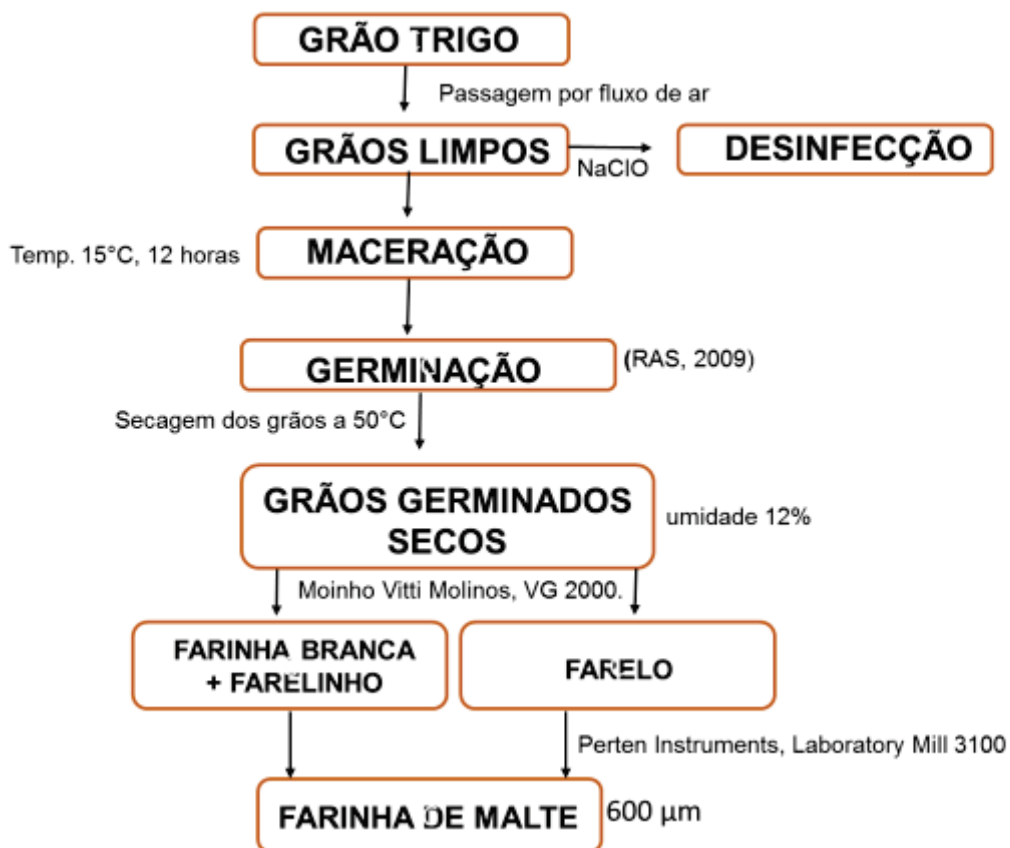 GRÃO TRIGO
Passagem por fluxo de ar
GRÃOS LIMPOS
NaClO
DESINFECÇÃO
Temp. 15°C, 12 horas
MACERAÇÃO
GERMINAÇÃO
(RAS, 2009)
Secagem dos grãos a 50°C
GRÃOS GERMINADOS
SECOS
umidade 12%
Moinho Vitti Molinos, VG 2000.
FARINHA BRANCA
+ FARELINHO
FARELO
Perten Instruments, Laboratory Mill 3100
FARINHA DE MALTE
600 µm